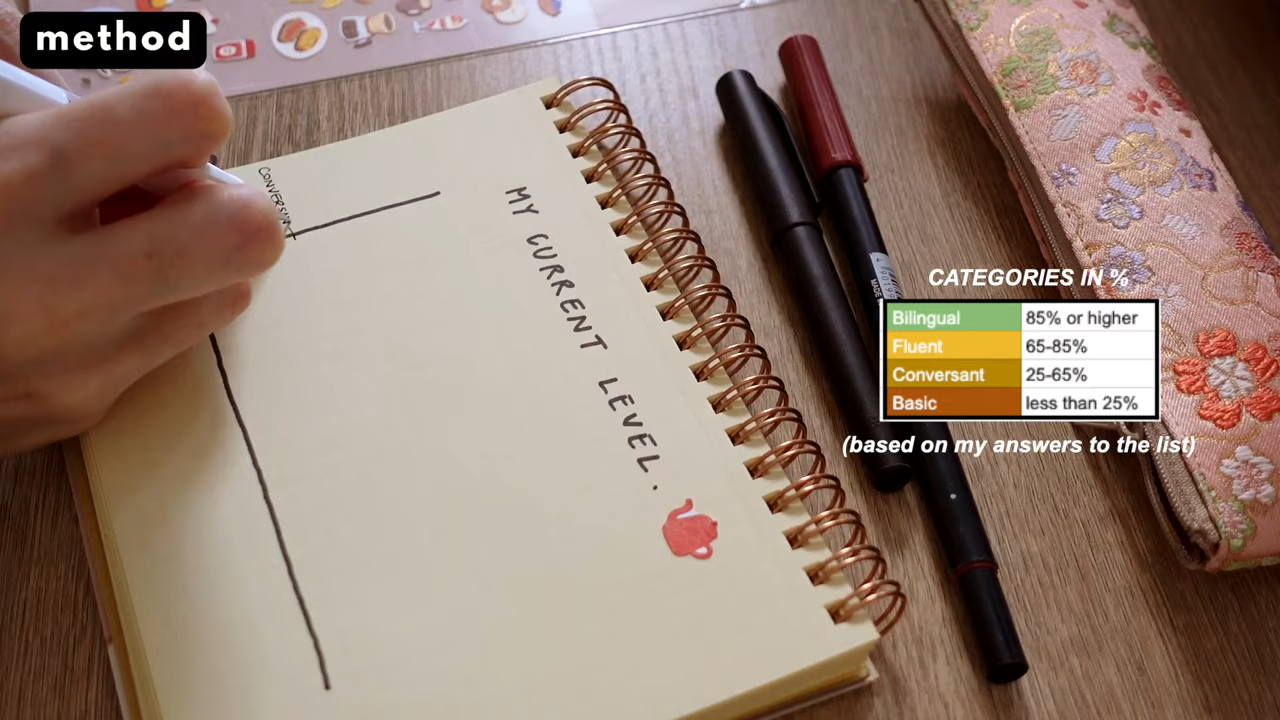 method
CONVERSANT
MY CURRENT LEVEL.
CATEGORIES IN %
Bilingual 85% or higher
Fluent 65-85%
Conversant 25-65%
Basic less than 25%
(based on my answers to the list)